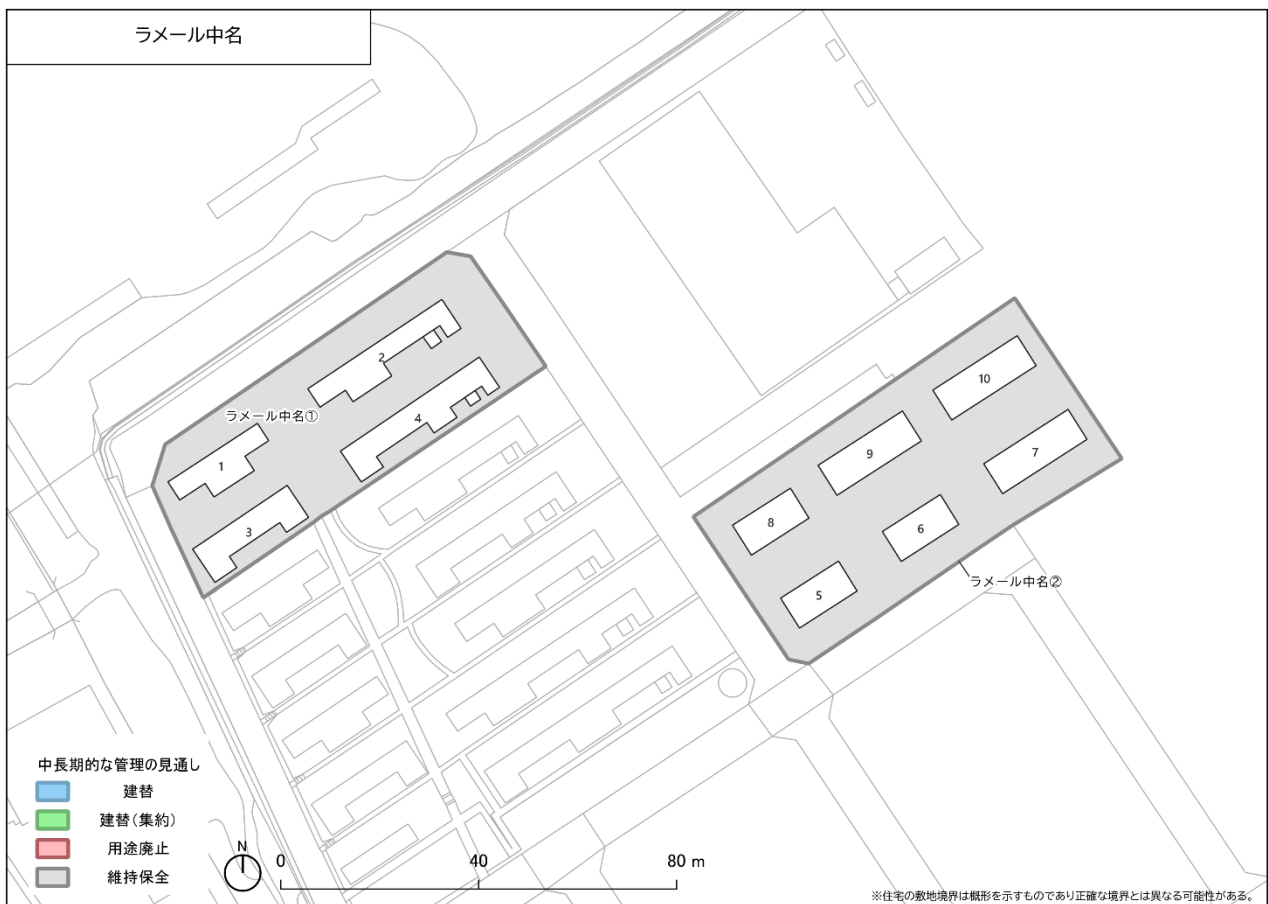 ラメール中名
2
ラメール中名①
4
1
3
10
9
7
8
6
ラメール中名②
5
中長期的な管理の見通し
建替
建替(集約)
用途廃止
維持保全
N
0 40 80 m
※住宅の敷地境界は概形を示すものであり正確な境界とは異なる可能性がある。